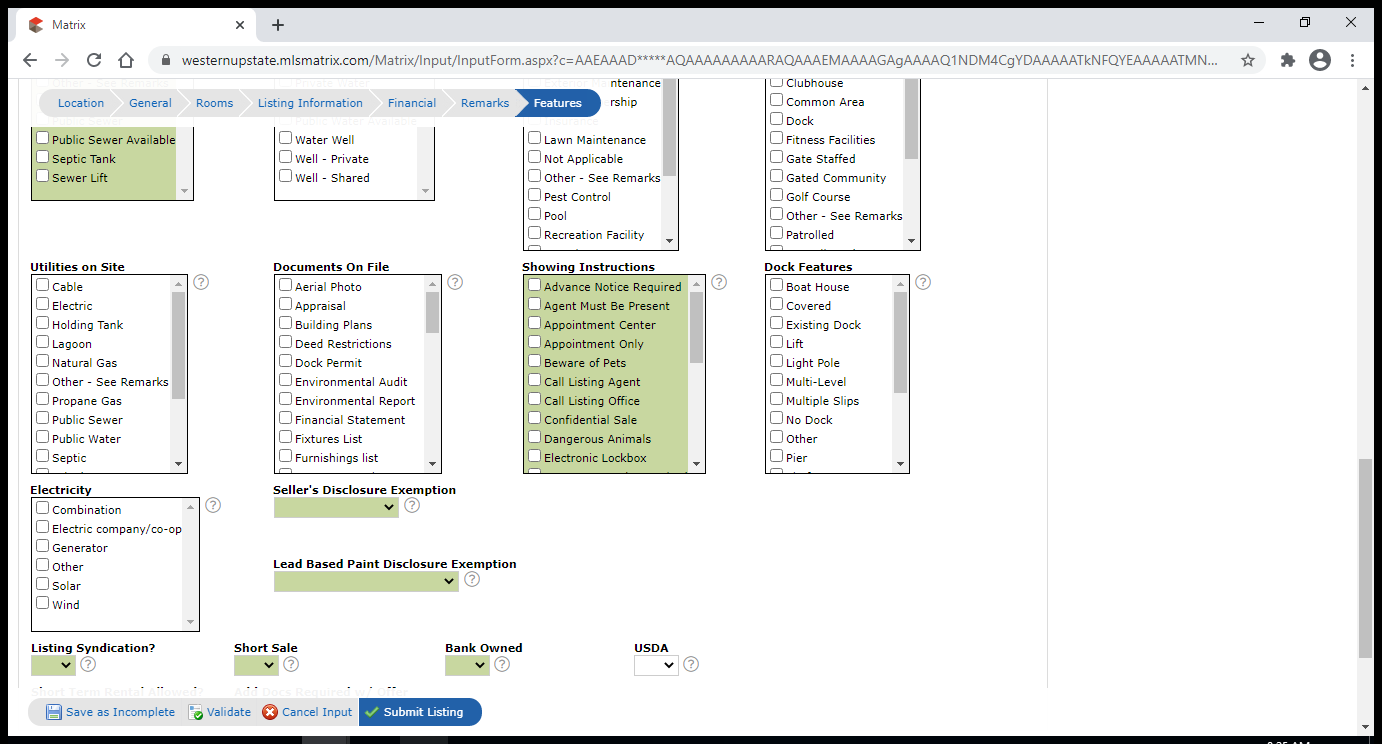 Matrix
westernupstate.mlsmatrix.com/Matrix/Input/InputForm.aspx?c=AAEAAAD*****AQAAAAAAAAARAQAAAEMAAAAGAgAAAAQ1NDM4CgYDAAAAATkNFQYEAAAAATMN...
Location General Rooms Listing Information Financial Remarks Features
Public Sewer Available
Septic Tank
Sewer Lift
Water Well
Well - Private
Well - Shared
ntenance
rship
Lawn Maintenance
Not Applicable
Other - See Remarks
Pest Control
Pool
Recreation Facility
Clubhouse
Common Area
Dock
Fitness Facilities
Gate Staffed
Gated Community
Golf Course
Other - See Remarks
Patrolled
Utilities on Site
Cable
Electric
Holding Tank
Lagoon
Natural Gas
Other - See Remarks
Propane Gas
Public Sewer
Public Water
Septic
Documents On File
Aerial Photo
Appraisal
Building Plans
Deed Restrictions
Dock Permit
Environmental Audit
Environmental Report
Financial Statement
Fixtures List
Furnishings list
Showing Instructions
Advance Notice Required
Agent Must Be Present
Appointment Center
Appointment Only
Beware of Pets
Call Listing Agent
Call Listing Office
Confidential Sale
Dangerous Animals
Electronic Lockbox
Dock Features
Boat House
Covered
Existing Dock
Lift
Light Pole
Multi-Level
Multiple Slips
No Dock
Other
Pier
Electricity
Combination
Electric company/co-op
Generator
Other
Solar
Wind
Seller's Disclosure Exemption
Lead Based Paint Disclosure Exemption
Listing Syndication? Short Sale Bank Owned USDA
Short Term Rental Allowed? Add Docs Required w/ Offer
Save as Incomplete Validate Cancel Input Submit Listing